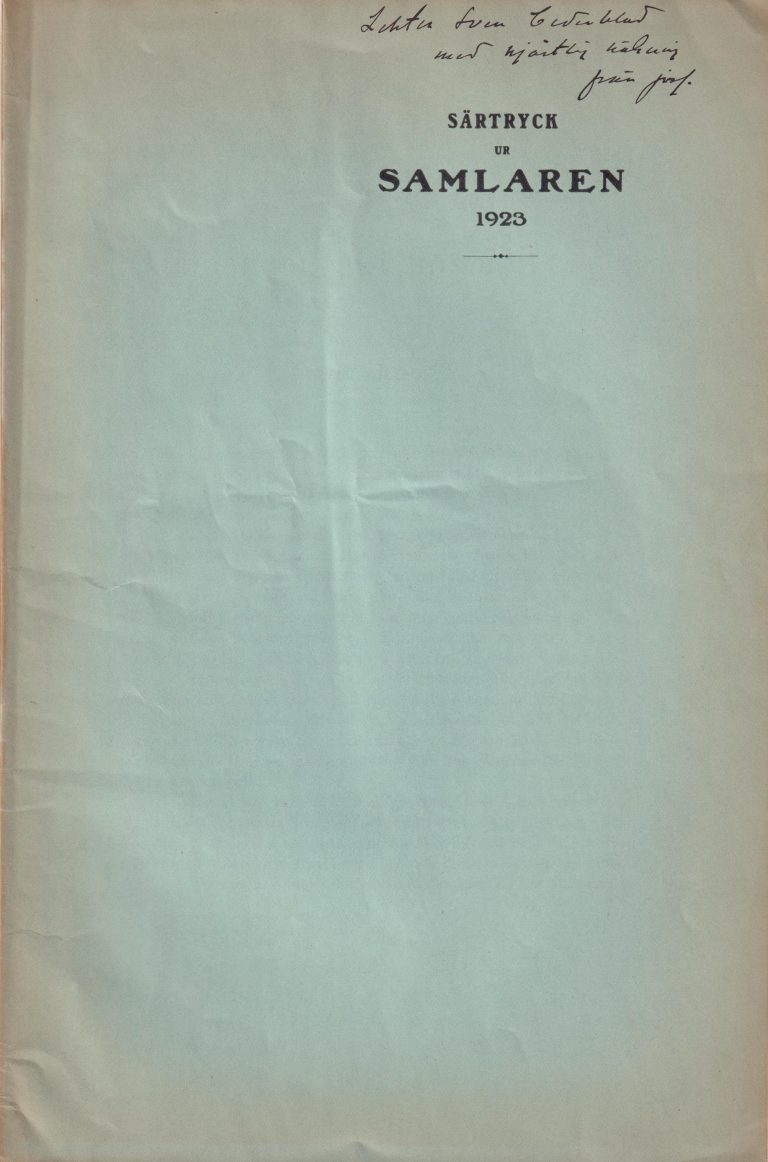 Lektor Sven Cederblad
med hjärtlig hälsning
från förf.
SÄRTRYCK
UR
SAMLAREN
1923